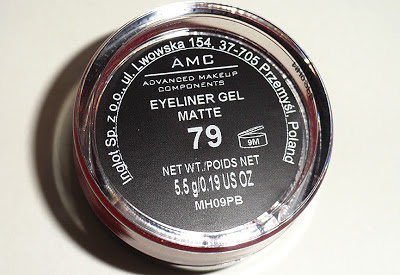 Inglot Sp. z o.o., ul. Lwowska 154, 37-705 Przemyśl, Poland
AMC
ADVANCED MAKEUP
COMPONENTS
EYELINER GEL
MATTE
79
9M
NET WT./POIDS NET
5,5 g/0.19 US OZ
MH09PB